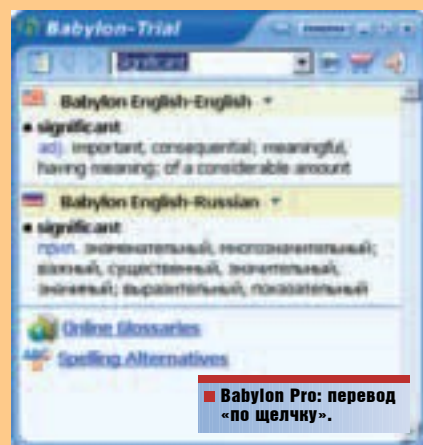 Babylon-Trial
significant
Babylon English-English
significant
adj. important, consequential; meaningful,
having meaning; of a considerable amount
Babylon English-Russian
significant
прил. знаменательный, многозначительный;
важный, существенный, значительный,
значимый; выразительный, показательный
Online Glossaries
ABC Spelling Alternatives
Babylon Pro: перевод
«по щелчку».